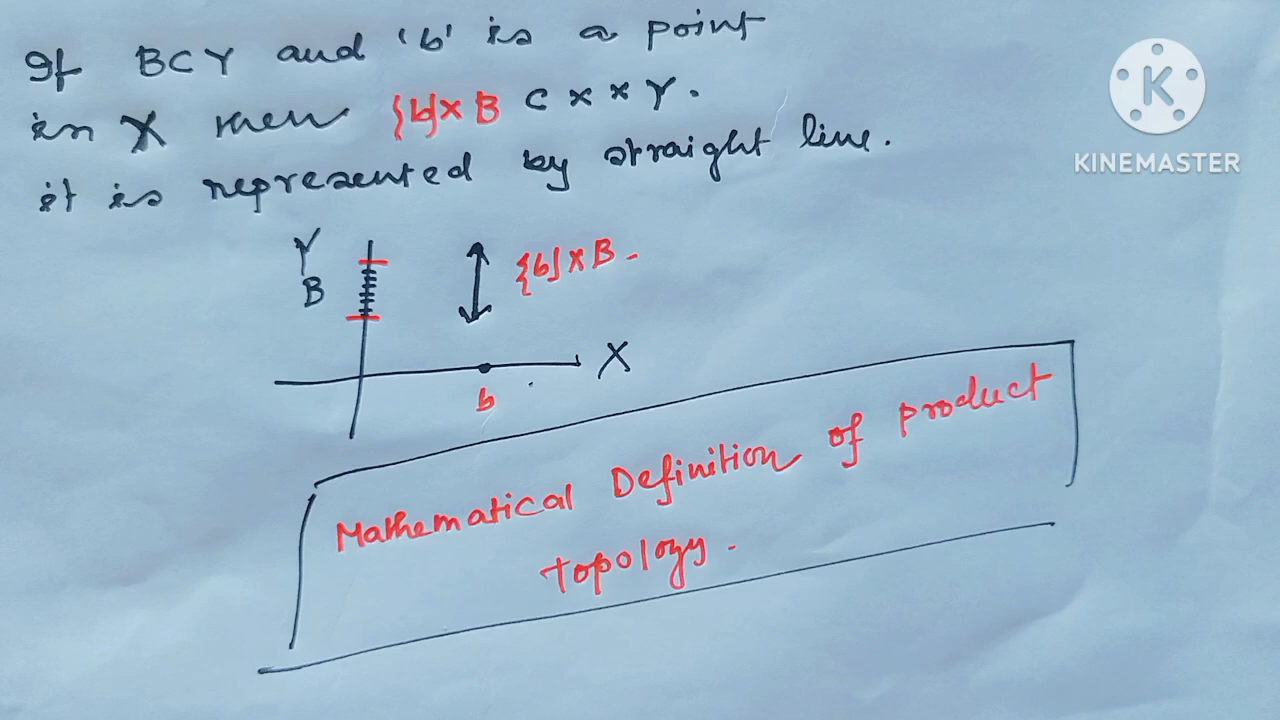 If B ⊂ Y and 'b' is a point
in X then {b}×B ⊂ X × Y.
it is represented by straight line.
K
KINEMASTER
Y
B
{b}×B -
X
b
Mathematical Definition of product
topology.